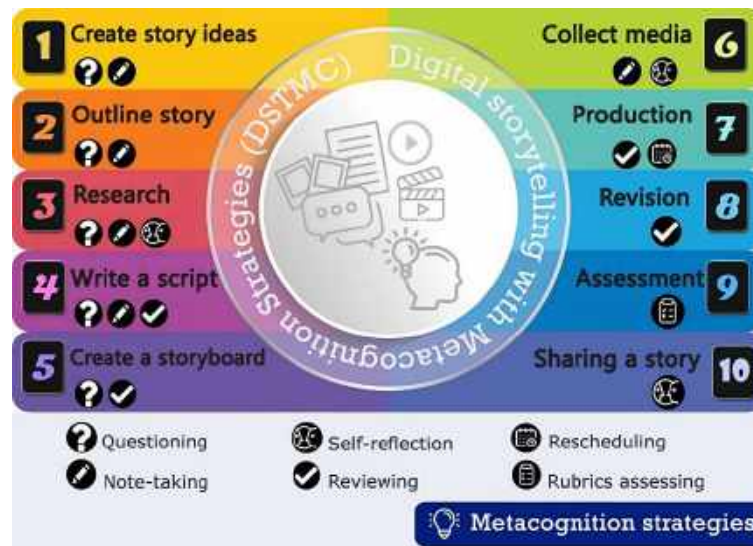 1 Create story ideas
2 Outline story
3 Research
4 Write a script
5 Create a storyboard
Digital storytelling with Metacognition Strategies (DSTMC)
Collect media 6
Production 7
Revision 8
Assessment 9
Sharing a story 10
Questioning
Self-reflection
Rescheduling
Note-taking
Reviewing
Rubrics assessing
Metacognition strategies